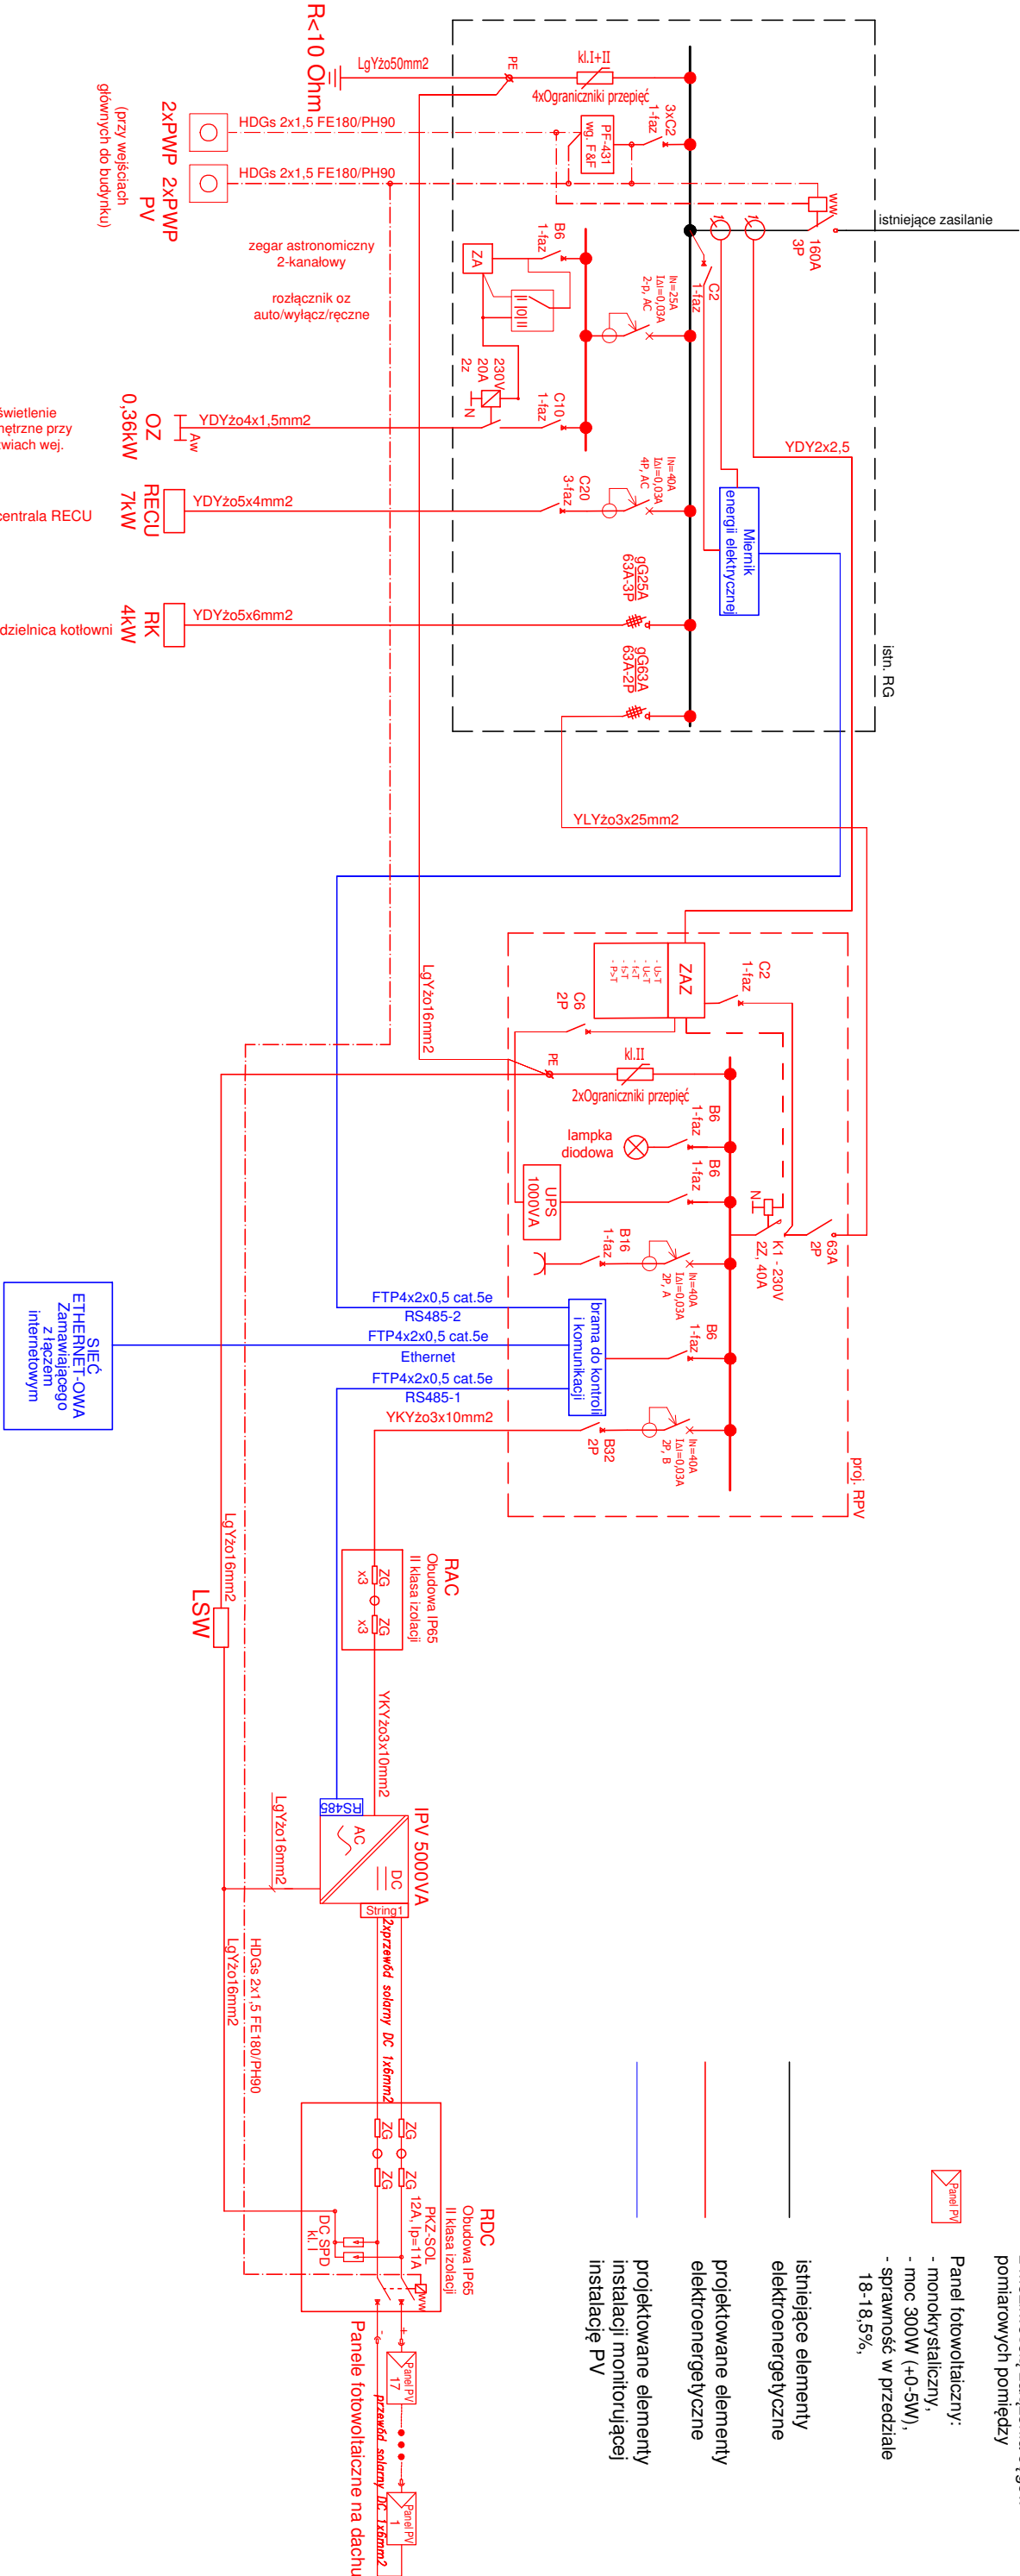 istniejące zasilanie
istn. RG
160A
3P
WW
3xC2
1-faz
PF-431
wg. F&F
kl.I+II
4xOgraniczniki przepięć
PE
LgYżo50mm2
R<10 Ohm
HDGs 2x1,5 FE180/PH90
HDGs 2x1,5 FE180/PH90
2xPWP
2xPWP
PV
(przy wejściach
głównych do budynku)
zegar astronomiczny
2-kanałowy
rozłącznik oz
auto/wyłącz/ręczne
B6
1-faz
ZA
II |0| II
IN=25A
IΔI=0,03A
2-p, AC
C2
1-faz
230V
20A
2z
N
C10
1-faz
YDYżo4x1,5mm2
Aw
OZ
0,36kW
świetlenie
ętrzne przy
wiach wej.
YDY2x2,5
Miernik
energii elektrycznej
IN=40A
IΔI=0,03A
4P, AC
C20
3-faz
YDYżo5x4mm2
RECU
7kW
centrala RECU
gG25A
63A-3P
YDYżo5x6mm2
RK
4kW
dzielnica kotłowni
gG63A
63A-2P
YLYżo3x25mm2
proj. RPV
ZAZ
- U>T
- U<T
- f<T
- f>T
- P>T
C2
1-faz
C6
2P
LgYżo16mm2
PE
kl.II
2xOgraniczniki przepięć
B6
1-faz
lampka
diodowa
B6
1-faz
UPS
1000VA
N
K1 - 230V
2Z, 40A
63A
2P
IN=40A
IΔI=0,03A
2P, A
B16
1-faz
brama do kontroli
i komunikacji
B6
1-faz
IN=40A
IΔI=0,03A
2P, B
B32
2P
FTP4x2x0,5 cat.5e
RS485-2
FTP4x2x0,5 cat.5e
Ethernet
FTP4x2x0,5 cat.5e
RS485-1
YKYżo3x10mm2
SIEĆ
ETHERNET-OWA
Zamawiającego
z łączem
internetowym
RAC
Obudowa IP65
II klasa izolacji
ZG
x3
ZG
x3
LgYżo16mm2
LSW
YKYżo3x10mm2
RS485
IPV 5000VA
AC
DC
String1
LgYżo16mm2
HDGs 2x1,5 FE180/PH90
LgYżo16mm2
2xprzewód solarny DC 1x6mm2
RDC
Obudowa IP65
II klasa izolacji
PKZ-SOL
12A, Ip=11A
ZG
ZG
ZG
ZG
DC SPD
kl. I
WW
+
-
Panel PV
17
Panel PV
1
przewód solarny DC 1x6mm2
Panele fotowoltaiczne na dachu
pomiarowych pomiędzy
Panel PV
Panel fotowoltaiczny:
- monokrystaliczny,
- moc 300W (+0-5W),
- sprawność w przedziale
18-18,5%,
istniejące elementy
elektroenergetyczne
projektowane elementy
elektroenergetyczne
projektowane elementy
instalacji monitorującej
instalację PV